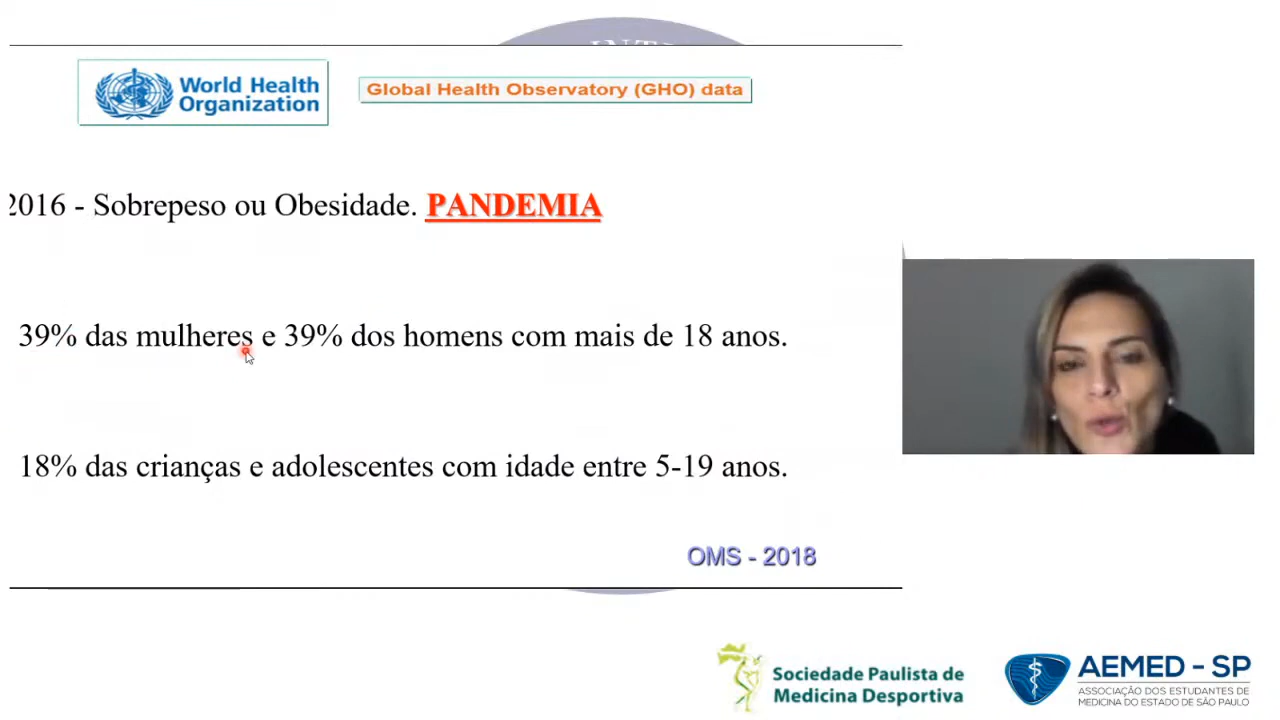 World Health
Organization
Global Health Observatory (GHO) data
2016 - Sobrepeso ou Obesidade. PANDEMIA
39% das mulheres e 39% dos homens com mais de 18 anos.
18% das crianças e adolescentes com idade entre 5-19 anos.
OMS - 2018
Sociedade Paulista de
Medicina Desportiva
AEMED - SP
ASSOCIAÇÃO DOS ESTUDANTES DE
MEDICINA DO ESTADO DE SÃO PAULO